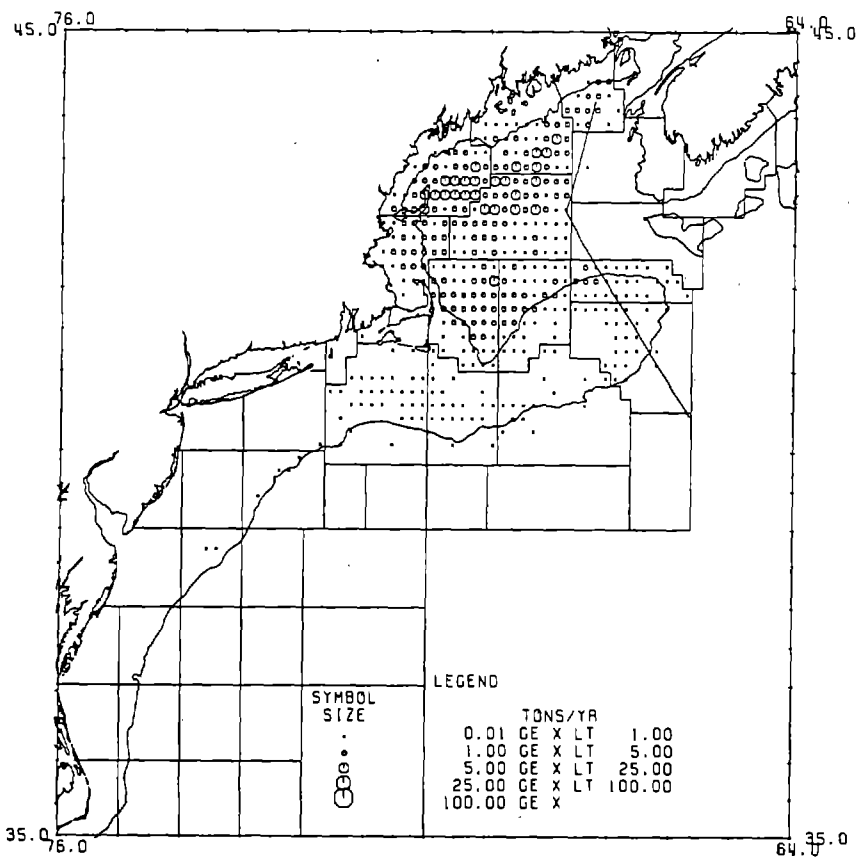 76.0 64.0
45.0 45.0
LEGEND
SYMBOL
SIZE
TONS/YR
0.01 GE X LT 1.00
1.00 GE X LT 5.00
5.00 GE X LT 25.00
25.00 GE X LT 100.00
100.00 GE X
35.0 35.0
76.0 64.0